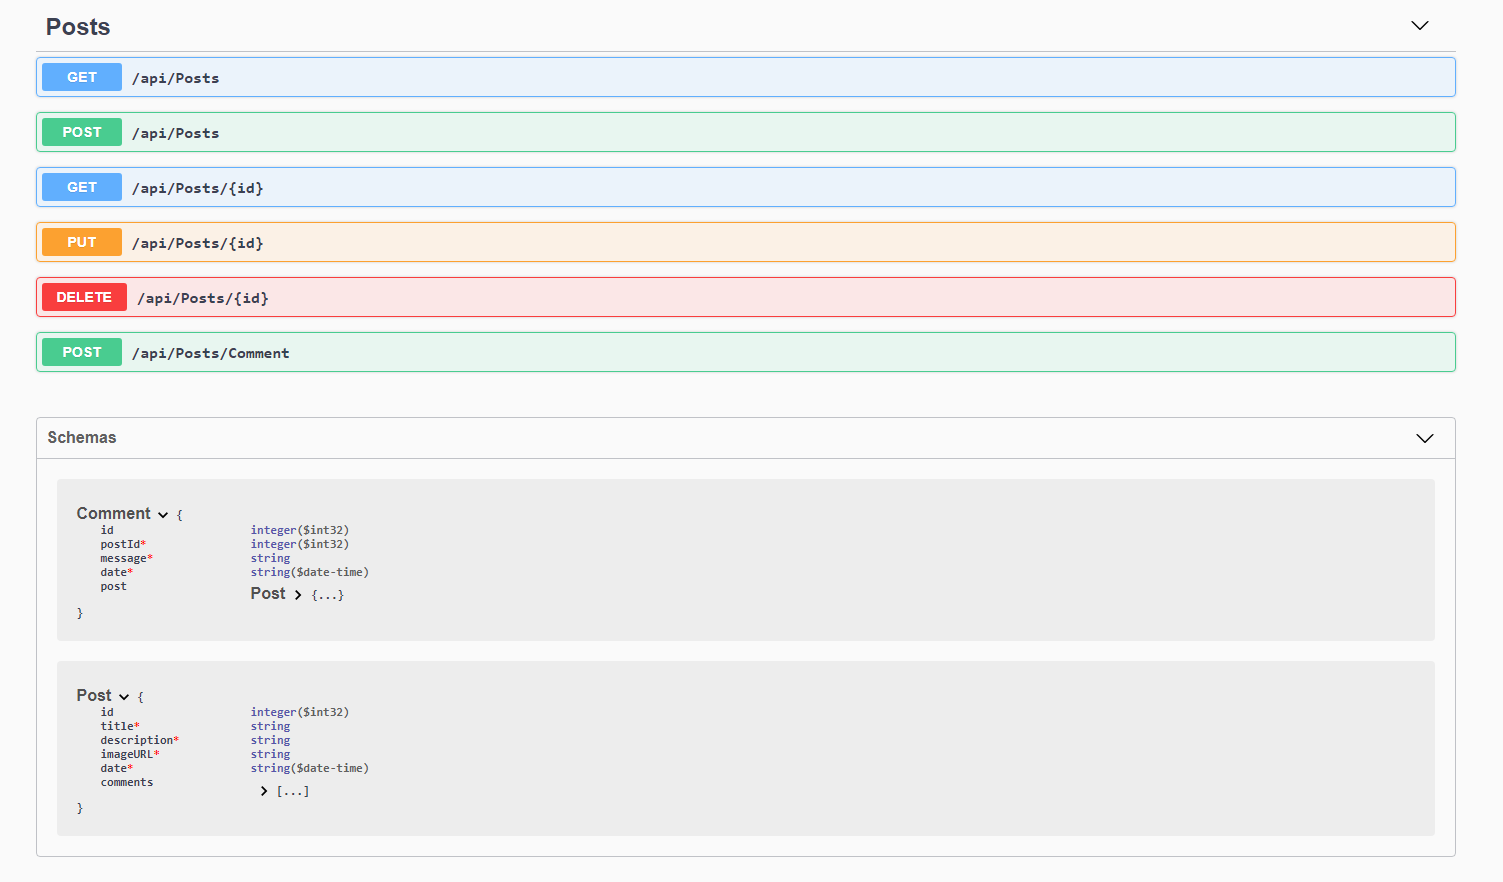 Posts
GET /api/Posts
POST /api/Posts
GET /api/Posts/{id}
PUT /api/Posts/{id}
DELETE /api/Posts/{id}
POST /api/Posts/Comment
Schemas
Comment {
id integer($int32)
postId* integer($int32)
message* string
date* string($date-time)
post Post {...}
}
Post {
id integer($int32)
title* string
description* string
imageURL* string
date* string($date-time)
comments [...]
}